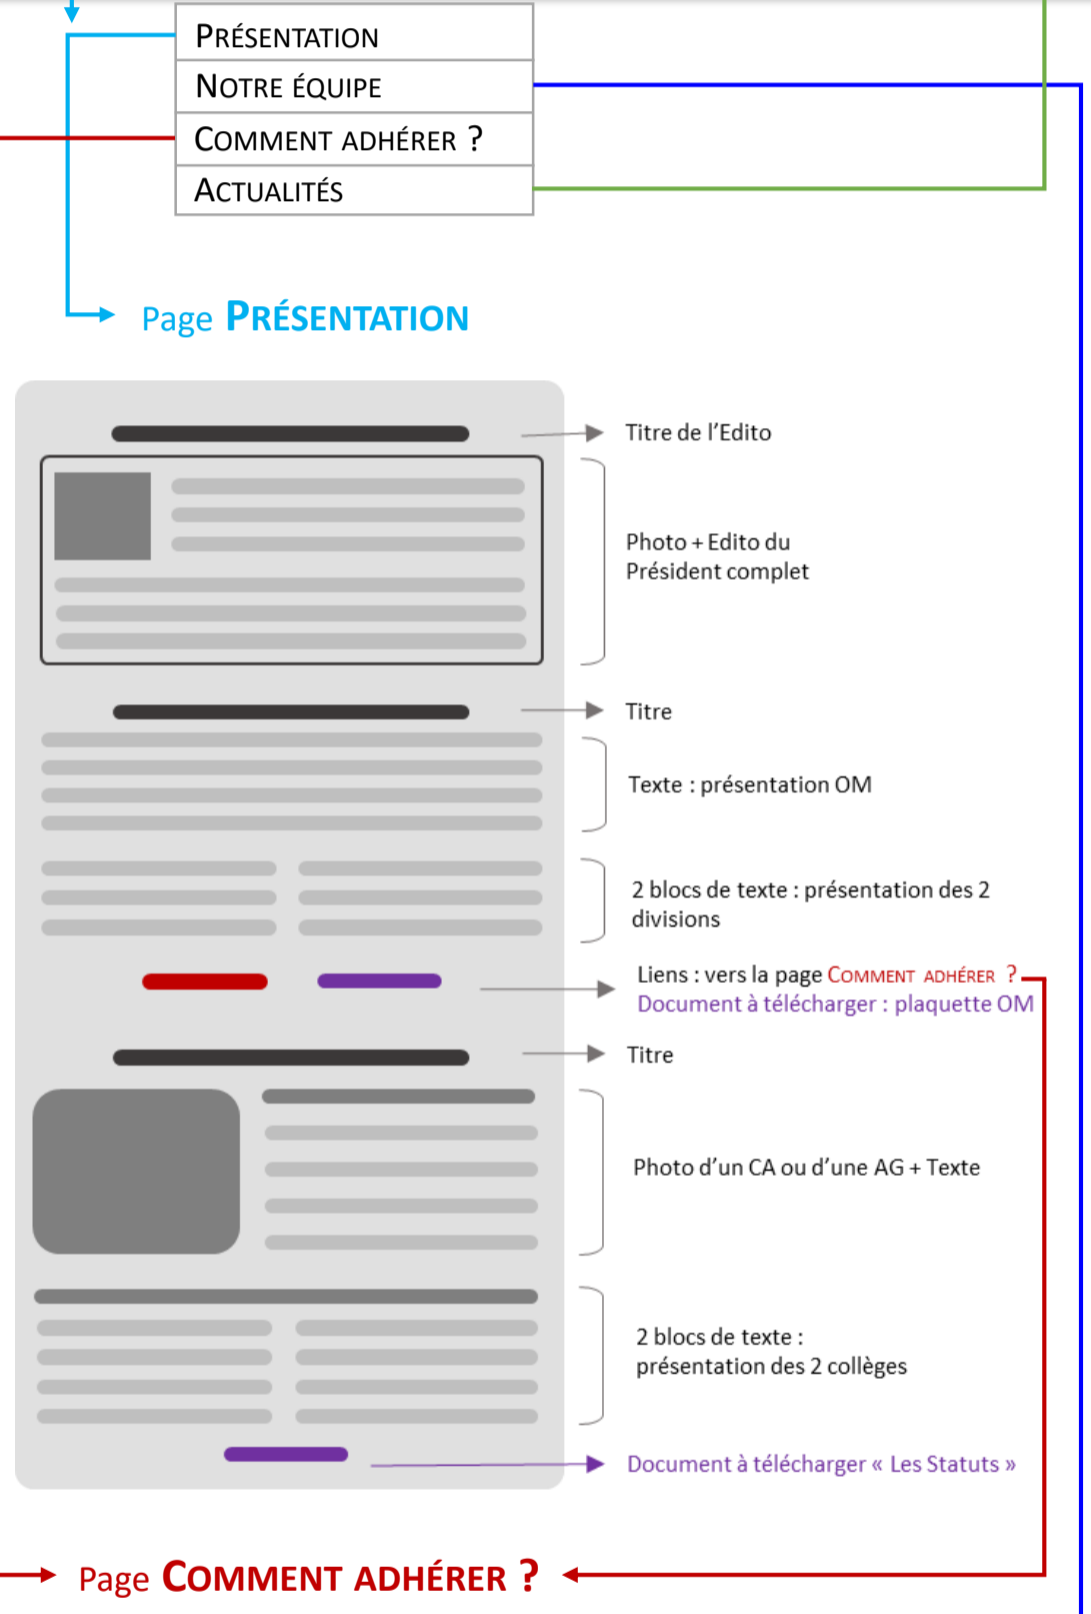 PRÉSENTATION
NOTRE ÉQUIPE
COMMENT ADHÉRER ?
ACTUALITÉS
Page PRÉSENTATION
Titre de l’Edito
Photo + Edito du
Président complet
Titre
Texte : présentation OM
2 blocs de texte : présentation des 2
divisions
Liens : vers la page COMMENT ADHÉRER ?
Document à télécharger : plaquette OM
Titre
Photo d’un CA ou d’une AG + Texte
2 blocs de texte :
présentation des 2 collèges
Document à télécharger « Les Statuts »
Page COMMENT ADHÉRER ?